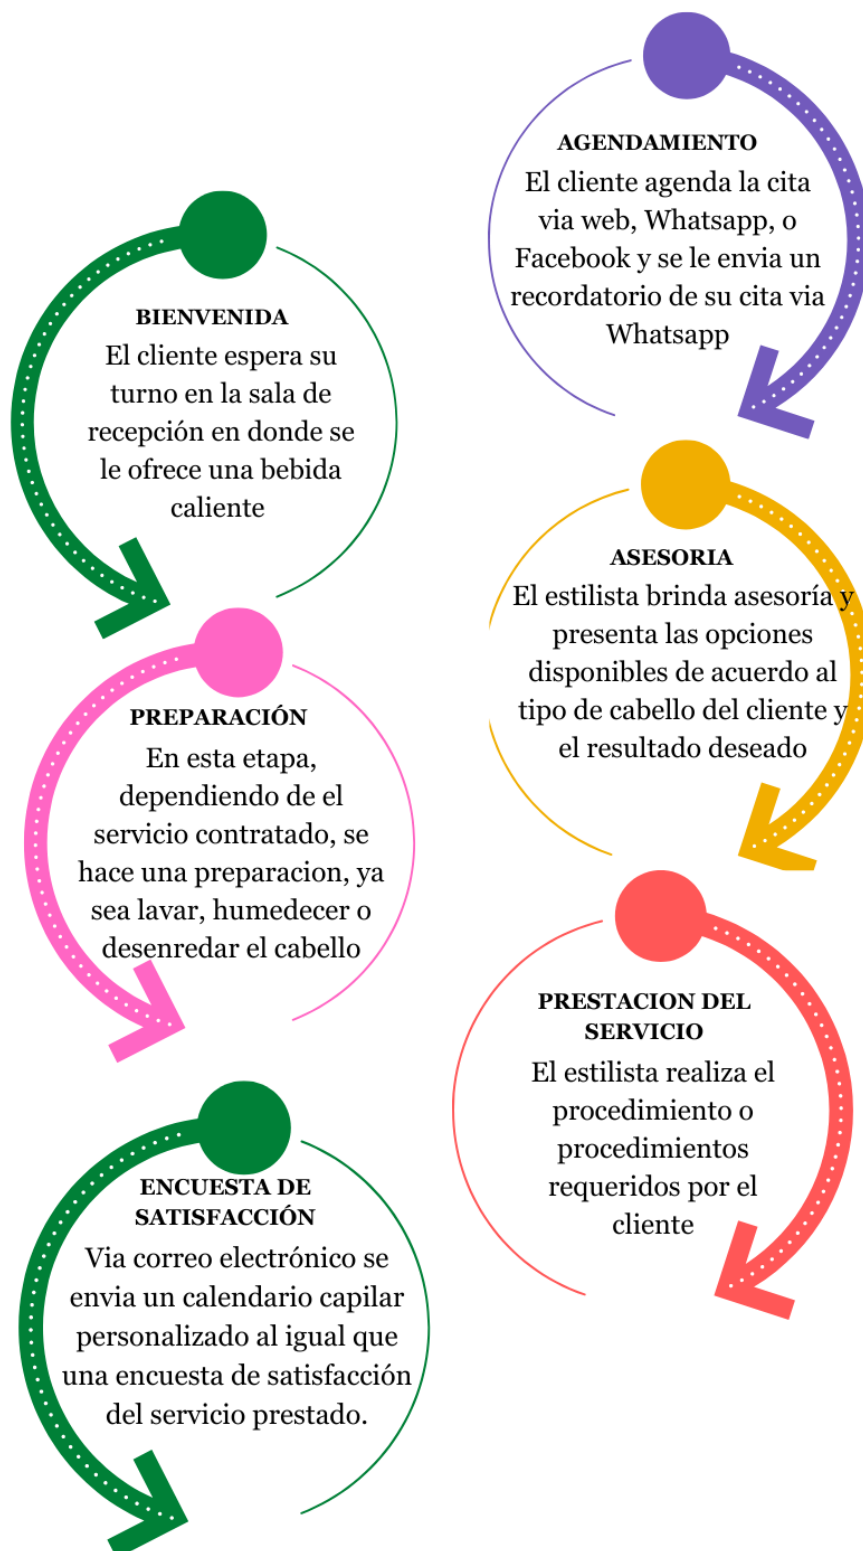 AGENDAMIENTO
El cliente agenda la cita
via web, Whatsapp, o
Facebook y se le envia un
recordatorio de su cita via
Whatsapp
BIENVENIDA
El cliente espera su
turno en la sala de
recepción en donde se
le ofrece una bebida
caliente
ASESORIA
El estilista brinda asesoría y
presenta las opciones
disponibles de acuerdo al
tipo de cabello del cliente y
el resultado deseado
PREPARACIÓN
En esta etapa,
dependiendo de el
servicio contratado, se
hace una preparacion, ya
sea lavar, humedecer o
desenredar el cabello
PRESTACION DEL
SERVICIO
El estilista realiza el
procedimiento o
procedimientos
requeridos por el
cliente
ENCUESTA DE
SATISFACCIÓN
Via correo electrónico se
envia un calendario capilar
personalizado al igual que
una encuesta de satisfacción
del servicio prestado.